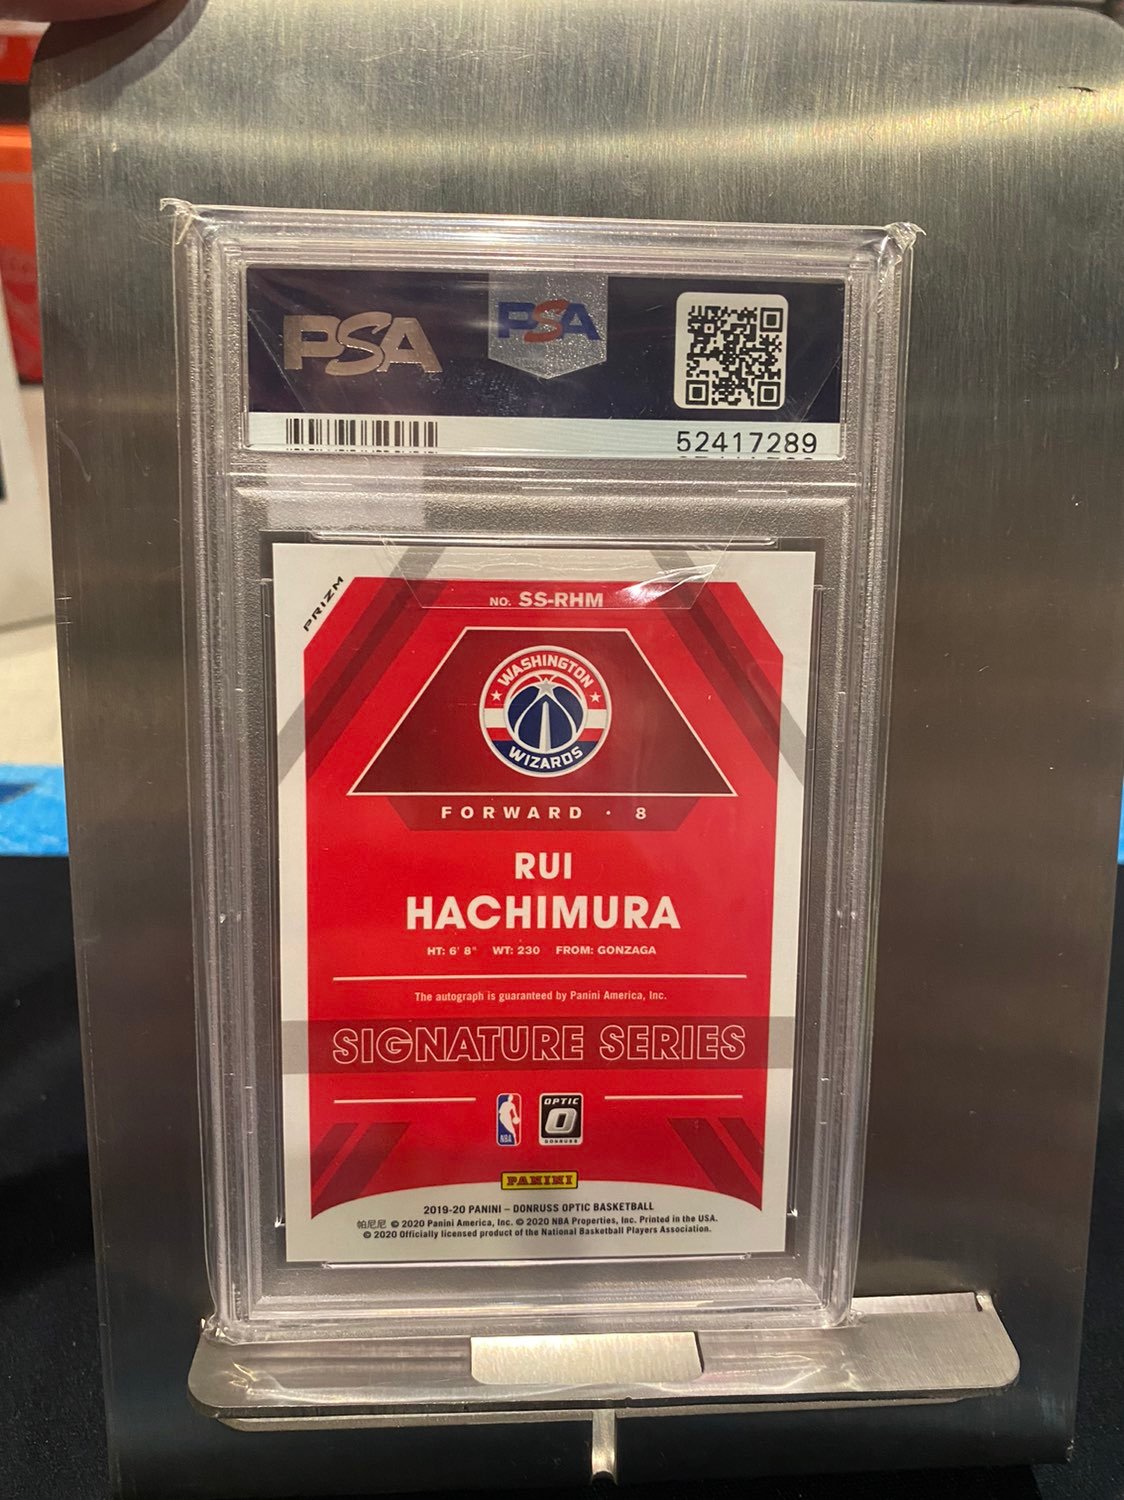 PSA
PSA
52417289
PRIZM
NO. SS-RHM
WASHINGTON
WIZARDS
FORWARD · 8
RUI
HACHIMURA
HT: 6' 8" WT: 230 FROM: GONZAGA
The autograph is guaranteed by Panini America, Inc.
SIGNATURE SERIES
NBA
OPTIC
DONRUSS
PANINI
2019-20 PANINI – DONRUSS OPTIC BASKETBALL
帕尼尼 © 2020 Panini America, Inc. © 2020 NBA Properties, Inc. Printed in the USA.
© 2020 Officially licensed product of the National Basketball Players Association.